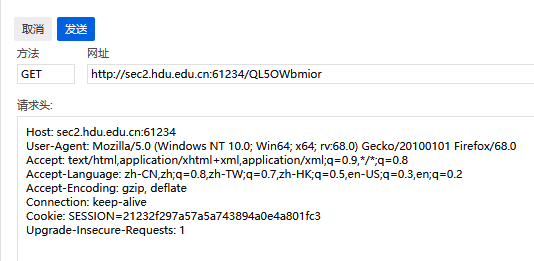 取消 发送
方法 网址
GET http://sec2.hdu.edu.cn:61234/QL5OWbmior
请求头:
Host: sec2.hdu.edu.cn:61234
User-Agent: Mozilla/5.0 (Windows NT 10.0; Win64; x64; rv:68.0) Gecko/20100101 Firefox/68.0
Accept: text/html,application/xhtml+xml,application/xml;q=0.9,*/*;q=0.8
Accept-Language: zh-CN,zh;q=0.8,zh-TW;q=0.7,zh-HK;q=0.5,en-US;q=0.3,en;q=0.2
Accept-Encoding: gzip, deflate
Connection: keep-alive
Cookie: SESSION=21232f297a57a5a743894a0e4a801fc3
Upgrade-Insecure-Requests: 1